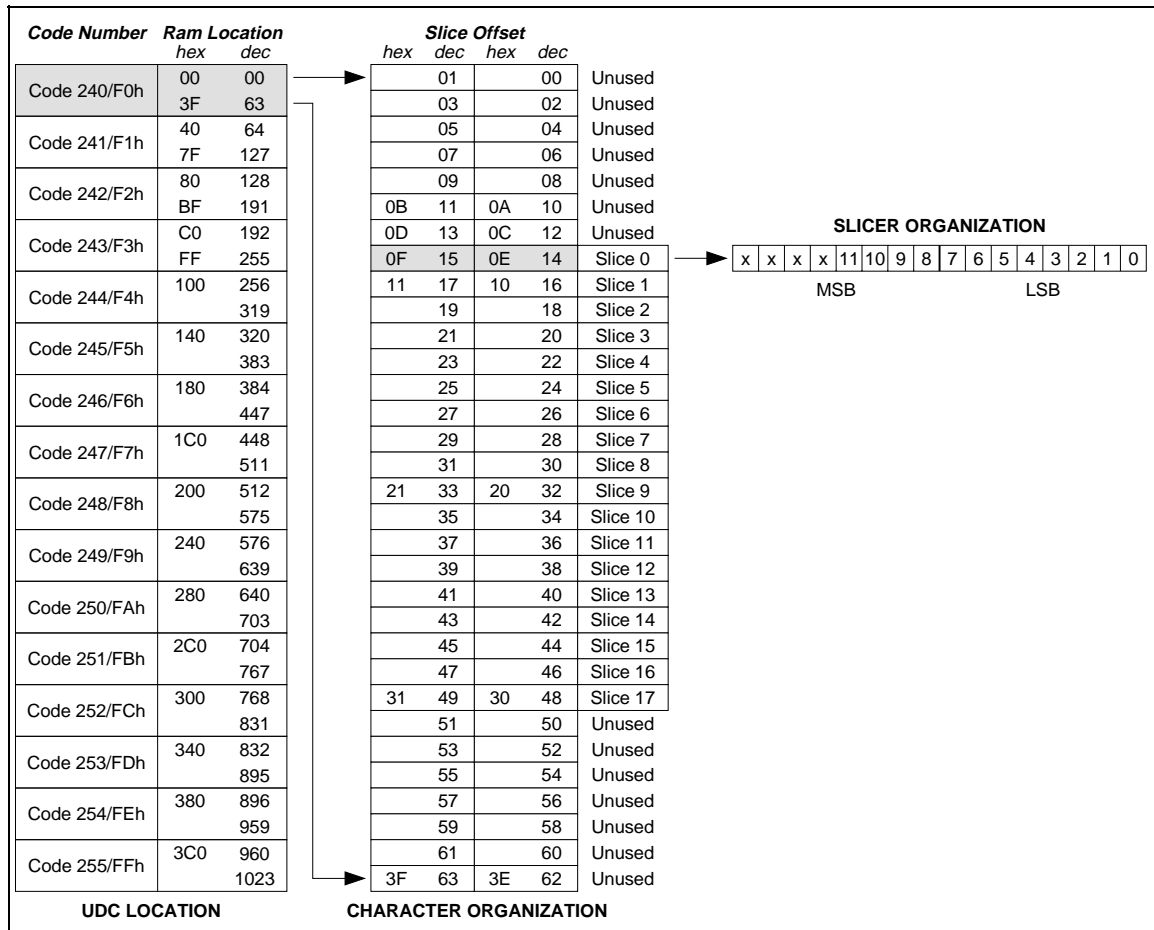 Code Number Ram Location Slice Offset
hex dec hex dec hex dec
Code 240/F0h 00 00 01 00 Unused
3F 63 03 02 Unused
Code 241/F1h 40 64 05 04 Unused
7F 127 07 06 Unused
Code 242/F2h 80 128 09 08 Unused
BF 191 0B 11 0A 10 Unused
Code 243/F3h C0 192 0D 13 0C 12 Unused
FF 255 0F 15 0E 14 Slice 0
Code 244/F4h 100 256 11 17 10 16 Slice 1
319 19 18 Slice 2
Code 245/F5h 140 320 21 20 Slice 3
383 23 22 Slice 4
Code 246/F6h 180 384 25 24 Slice 5
447 27 26 Slice 6
Code 247/F7h 1C0 448 29 28 Slice 7
511 31 30 Slice 8
Code 248/F8h 200 512 21 33 20 32 Slice 9
575 35 34 Slice 10
Code 249/F9h 240 576 37 36 Slice 11
639 39 38 Slice 12
Code 250/FAh 280 640 41 40 Slice 13
703 43 42 Slice 14
Code 251/FBh 2C0 704 45 44 Slice 15
767 47 46 Slice 16
Code 252/FCh 300 768 31 49 30 48 Slice 17
831 51 50 Unused
Code 253/FDh 340 832 53 52 Unused
895 55 54 Unused
Code 254/FEh 380 896 57 56 Unused
959 59 58 Unused
Code 255/FFh 3C0 960 61 60 Unused
1023 3F 63 3E 62 Unused
UDC LOCATION CHARACTER ORGANIZATION
SLICER ORGANIZATION
x x x x 11 10 9 8 7 6 5 4 3 2 1 0
MSB LSB